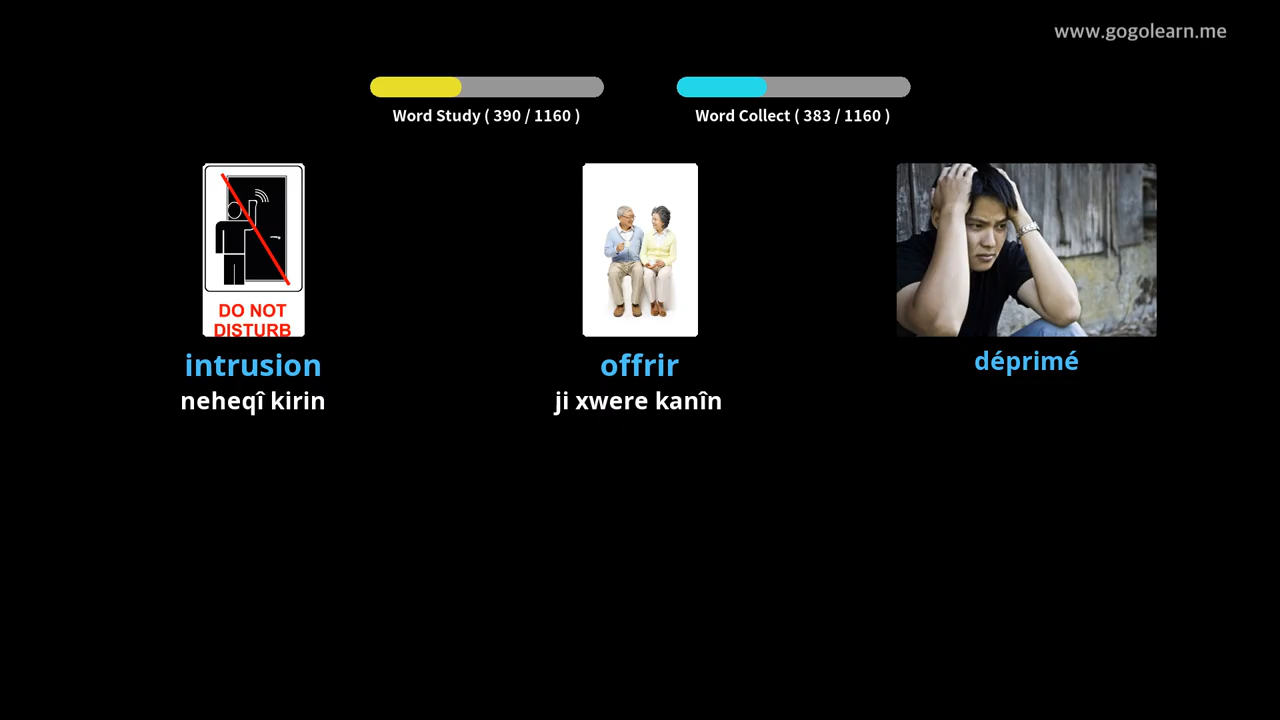 www.gogolearn.me
Word Study ( 390 / 1160 )
Word Collect ( 383 / 1160 )
DO NOT
DISTURB
intrusion
neheqî kirin
offrir
ji xwere kanîn
déprimé